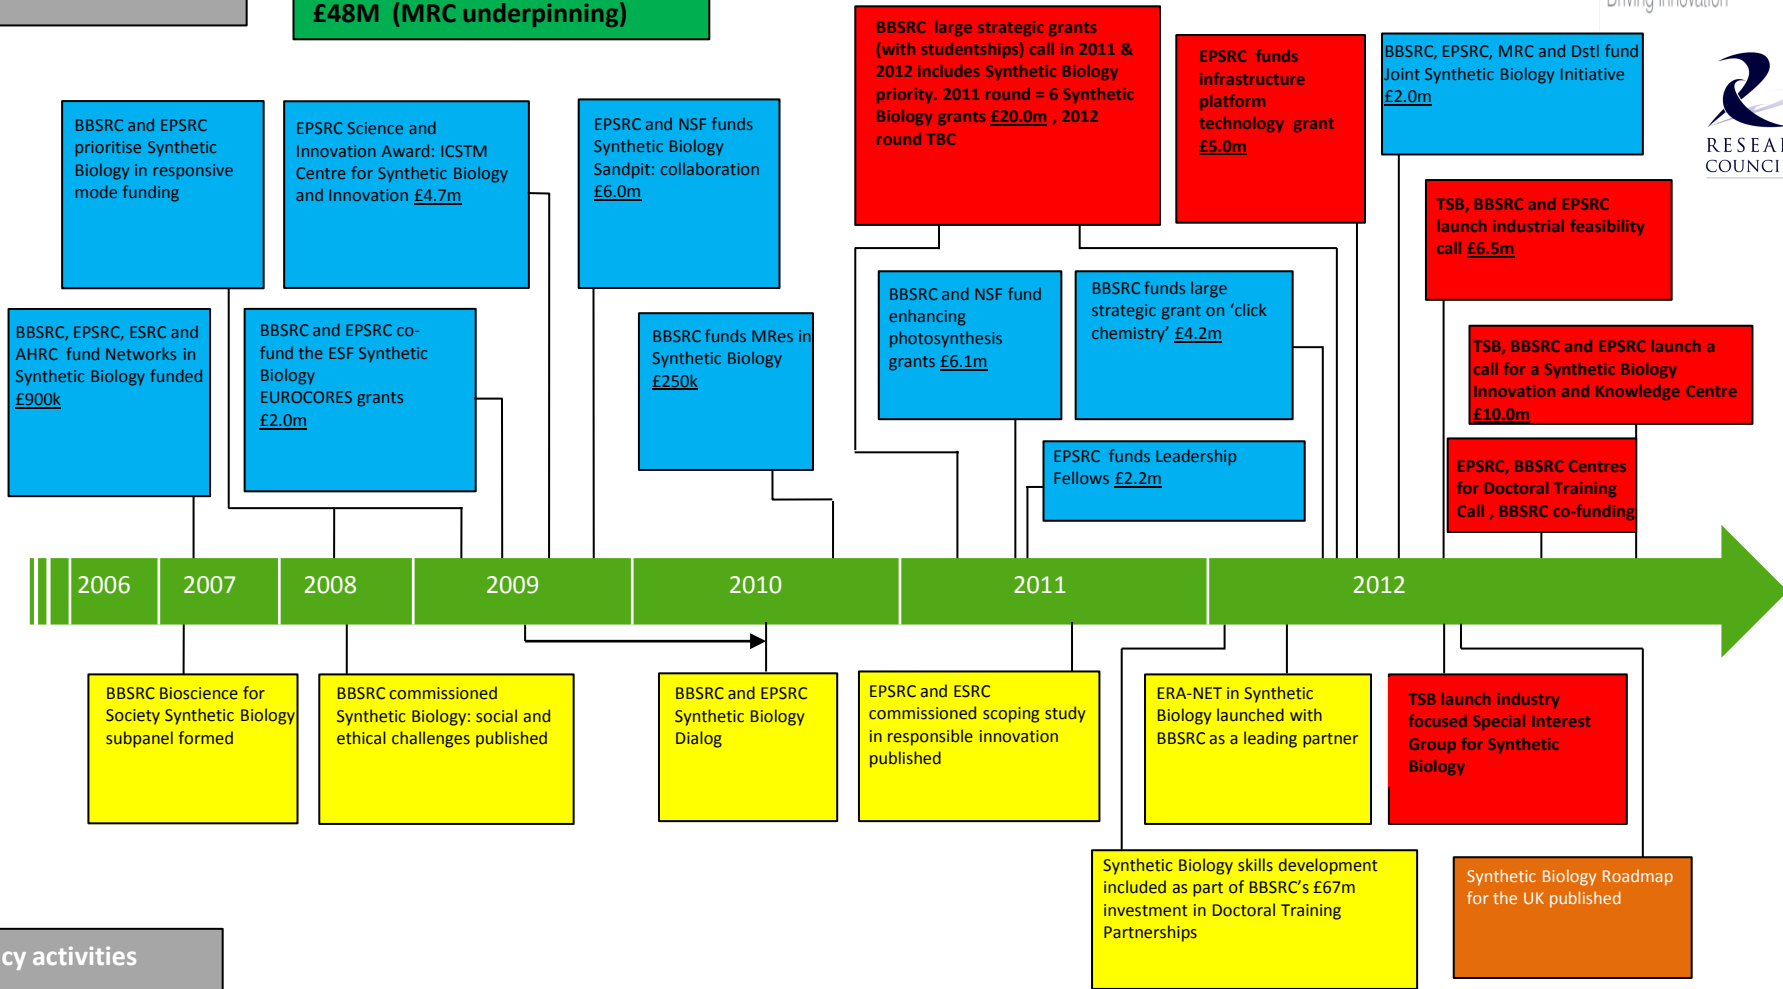 £48M  (MRC underpinning)
Driving Innovation
BBSRC  large strategic grants
(with studentships) call in 2011 &
2012 includes Synthetic Biology
priority. 2011 round = 6 Synthetic
Biology grants £20.0m , 2012
round TBC
EPSRC  funds
infrastructure
platform
technology  grant
£5.0m
BBSRC, EPSRC, MRC and Dstl fund
Joint Synthetic Biology Initiative
£2.0m
RESEAR
COUNCIL
BBSRC and EPSRC
prioritise Synthetic
Biology in responsive
mode funding
EPSRC Science and
Innovation Award: ICSTM
Centre for Synthetic Biology
and Innovation £4.7m
EPSRC and NSF funds
Synthetic Biology
Sandpit: collaboration
£6.0m
TSB, BBSRC and EPSRC
launch industrial feasibility
call £6.5m
BBSRC, EPSRC, ESRC and
AHRC  fund Networks in
Synthetic Biology funded
£900k
BBSRC and EPSRC co-
fund the ESF Synthetic
Biology
EUROCORES grants
£2.0m
BBSRC funds MRes in
Synthetic Biology
£250k
BBSRC and NSF fund
enhancing
photosynthesis
grants £6.1m
BBSRC funds large
strategic grant on ‘click
chemistry’ £4.2m
TSB, BBSRC and EPSRC launch a
call for a Synthetic Biology
Innovation and Knowledge Centre
£10.0m
EPSRC  funds Leadership
Fellows £2.2m
EPSRC, BBSRC Centres
for Doctoral Training
Call , BBSRC co-funding
2006 2007 2008 2009 2010 2011 2012
BBSRC Bioscience for
Society Synthetic Biology
subpanel formed
BBSRC commissioned
Synthetic Biology: social and
ethical challenges published
BBSRC and EPSRC
Synthetic Biology
Dialog
EPSRC and ESRC
commissioned scoping study
in responsible innovation
published
ERA-NET in Synthetic
Biology launched with
BBSRC as a leading partner
TSB launch industry
focused Special Interest
Group for Synthetic
Biology
Synthetic Biology skills development
included as part of BBSRC’s £67m
investment in Doctoral Training
Partnerships
Synthetic Biology Roadmap
for the UK published
cy activities